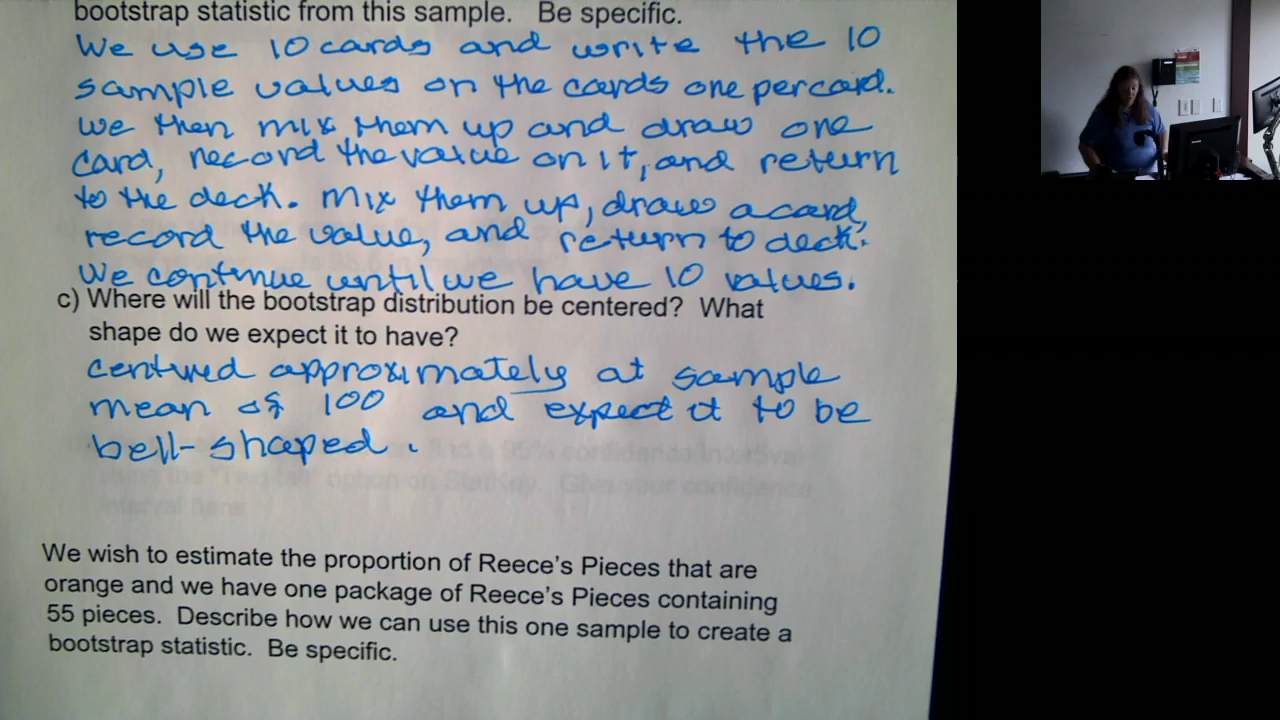 bootstrap statistic from this sample. Be specific.
We use 10 cards and write the 10
sample values on the cards one per card.
We then mix them up and draw one
card, record the value on it, and return
to the deck. Mix them up, draw a card,
record the value, and return to deck.
We continue until we have 10 values.
c) Where will the bootstrap distribution be centered? What
shape do we expect it to have?
centered approximately at sample
mean of 100 and expect it to be
bell-shaped.
We wish to estimate the proportion of Reece's Pieces that are
orange and we have one package of Reece's Pieces containing
55 pieces. Describe how we can use this one sample to create a
bootstrap statistic. Be specific.